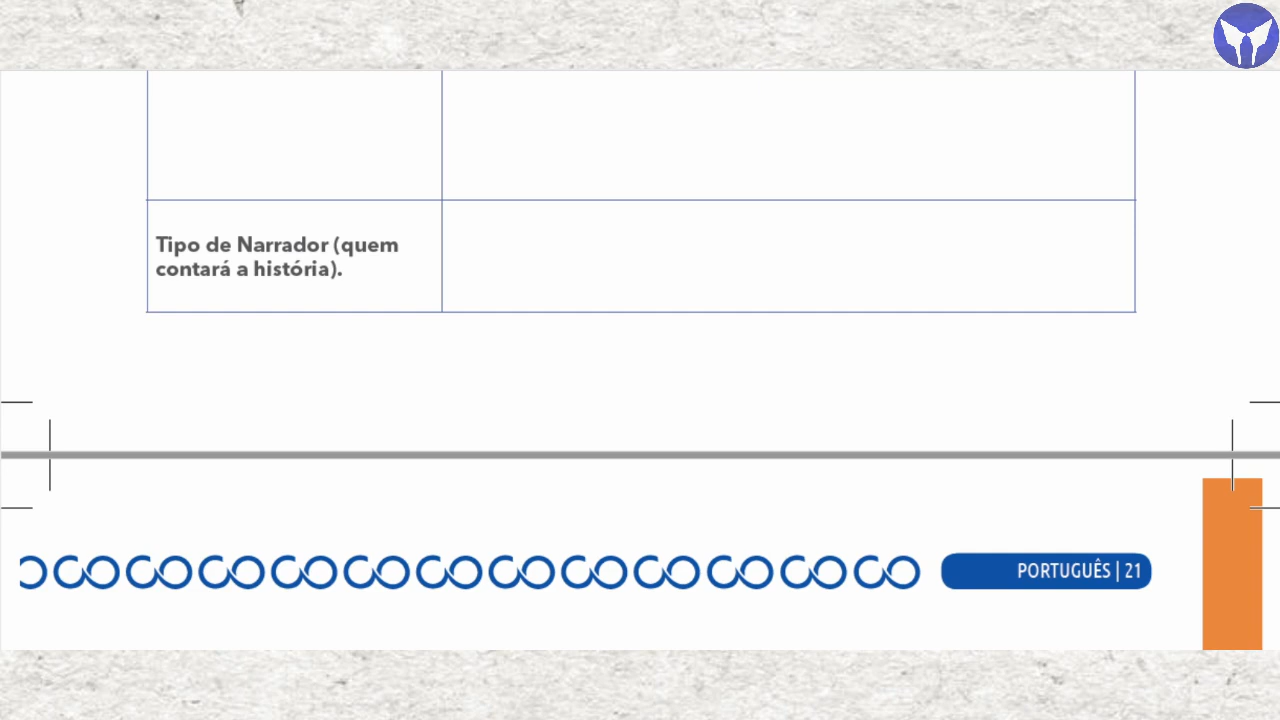 Tipo de Narrador (quem
contará a história).
PORTUGUÊS | 21